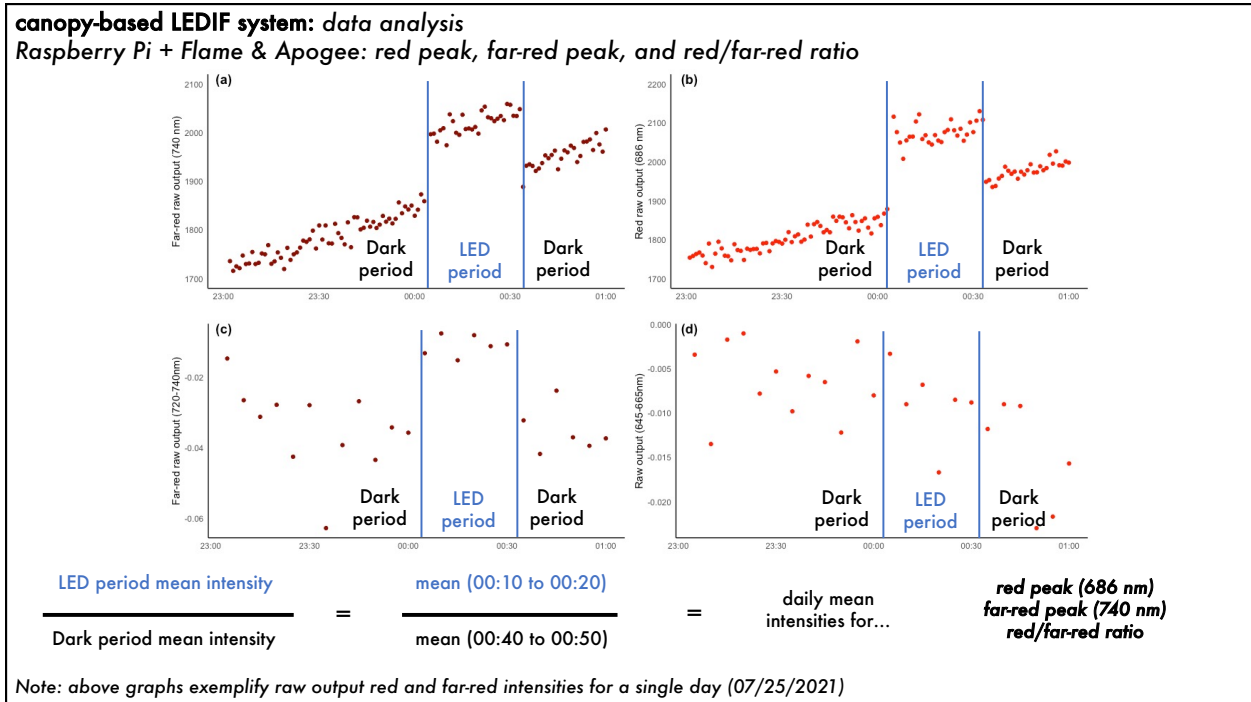 canopy-based LEDIF system: data analysis
Raspberry Pi + Flame & Apogee: red peak, far-red peak, and red/far-red ratio
(a)
Far-red raw output (740 nm)
2100
2000
1900
1800
1700
Dark
period
LED
period
Dark
period
23:00 23:30 00:00 00:30 01:00
(b)
Red raw output (686 nm)
2200
2100
2000
1900
1800
1700
Dark
period
LED
period
Dark
period
23:00 23:30 00:00 00:30 01:00
(c)
Far-red raw output (720-740nm)
-0.02
-0.04
-0.06
Dark
period
LED
period
Dark
period
23:00 23:30 00:00 00:30 01:00
(d)
Raw output (645-665nm)
0.000
-0.005
-0.010
-0.015
-0.020
Dark
period
LED
period
Dark
period
23:00 23:30 00:00 00:30 01:00
LED period mean intensity
Dark period mean intensity
=
mean (00:10 to 00:20)
mean (00:40 to 00:50)
=
daily mean
intensities for...
red peak (686 nm)
far-red peak (740 nm)
red/far-red ratio
Note: above graphs exemplify raw output red and far-red intensities for a single day (07/25/2021)